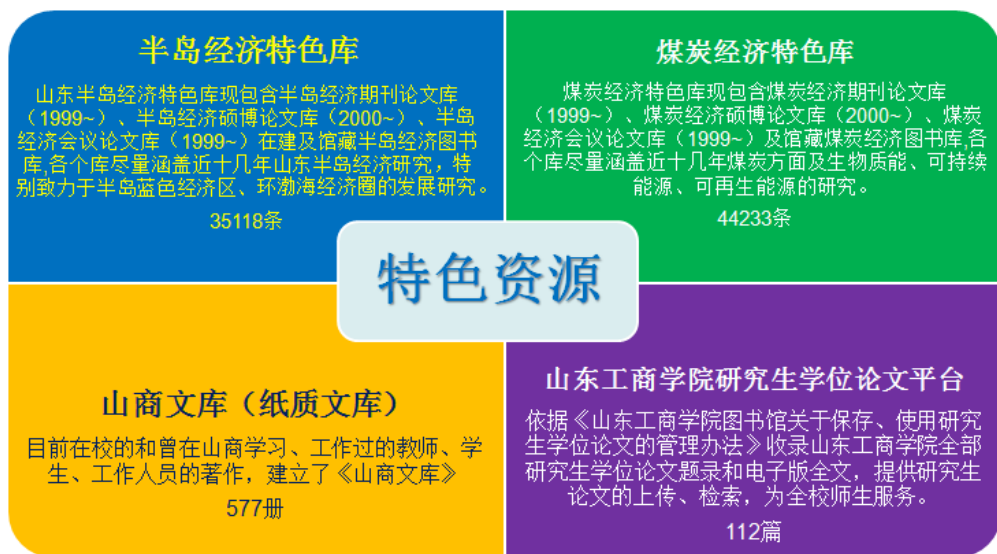 半岛经济特色库
山东半岛经济特色库现包含半岛经济期刊论文库
（1999~）、半岛经济硕博论文库（2000~）、半岛
经济会议论文库（1999~）在建及馆藏半岛经济图书
库,各个库尽量涵盖近十几年山东半岛经济研究，特
别致力于半岛蓝色经济区、环渤海经济圈的发展研究。
35118条
煤炭经济特色库
煤炭经济特色库现包含煤炭经济期刊论文库
（1999~）、煤炭经济硕博论文库（2000~）、煤炭
经济会议论文库（1999~）及馆藏煤炭经济图书库,各
个库尽量涵盖近十几年煤炭方面及生物质能、可持续
能源、可再生能源的研究。
44233条
特色资源
山商文库（纸质文库）
目前在校的和曾在山商学习、工作过的教师、学
生、工作人员的著作，建立了《山商文库》
577册
山东工商学院研究生学位论文平台
依据《山东工商学院图书馆关于保存、使用研究
生学位论文的管理办法》收录山东工商学院全部
研究生学位论文题录和电子版全文，提供研究生
论文的上传、检索，为全校师生服务。
112篇